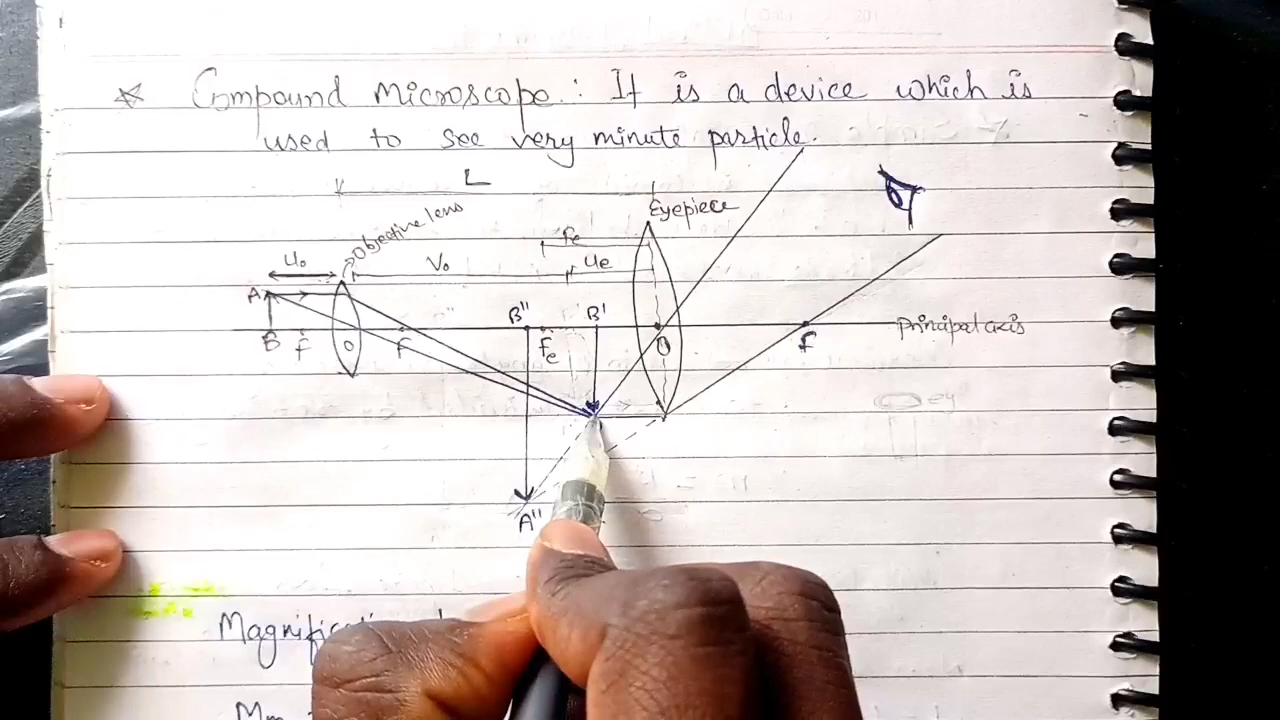 Compound microscope : It is a device which is
used to see very minute particle.
L
Objective lens
Eyepiece
fe
uo
Vo
ue
A
B" B'
Principal axis
B f O f fe O f
A"